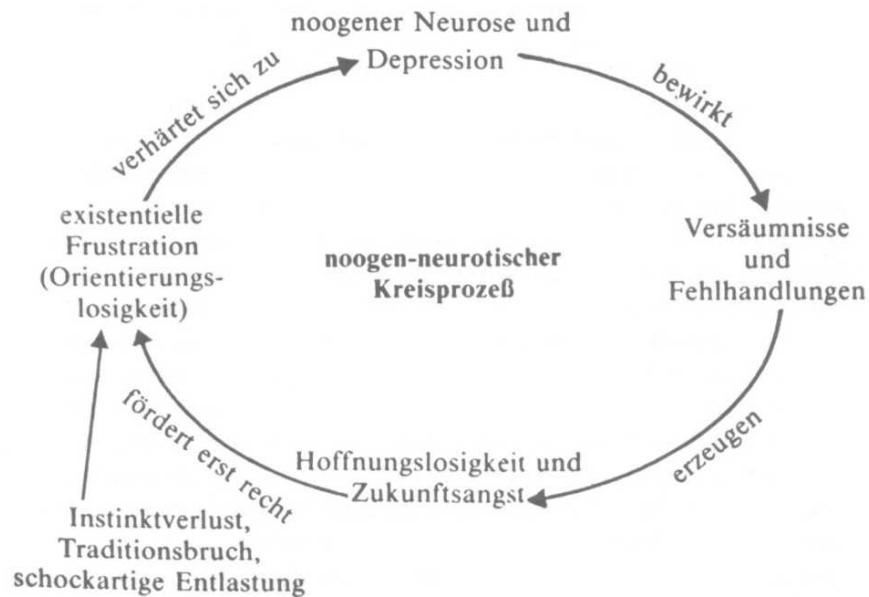 noogener Neurose und
Depression
verhärtet sich zu
bewirkt
existentielle
Frustration
(Orientierungs-
losigkeit)
noogen-neurotischer
Kreisprozeß
Versäumnisse
und
Fehlhandlungen
fördert erst recht
Hoffnungslosigkeit und
Zukunftsangst
erzeugen
Instinktverlust,
Traditionsbruch,
schockartige Entlastung